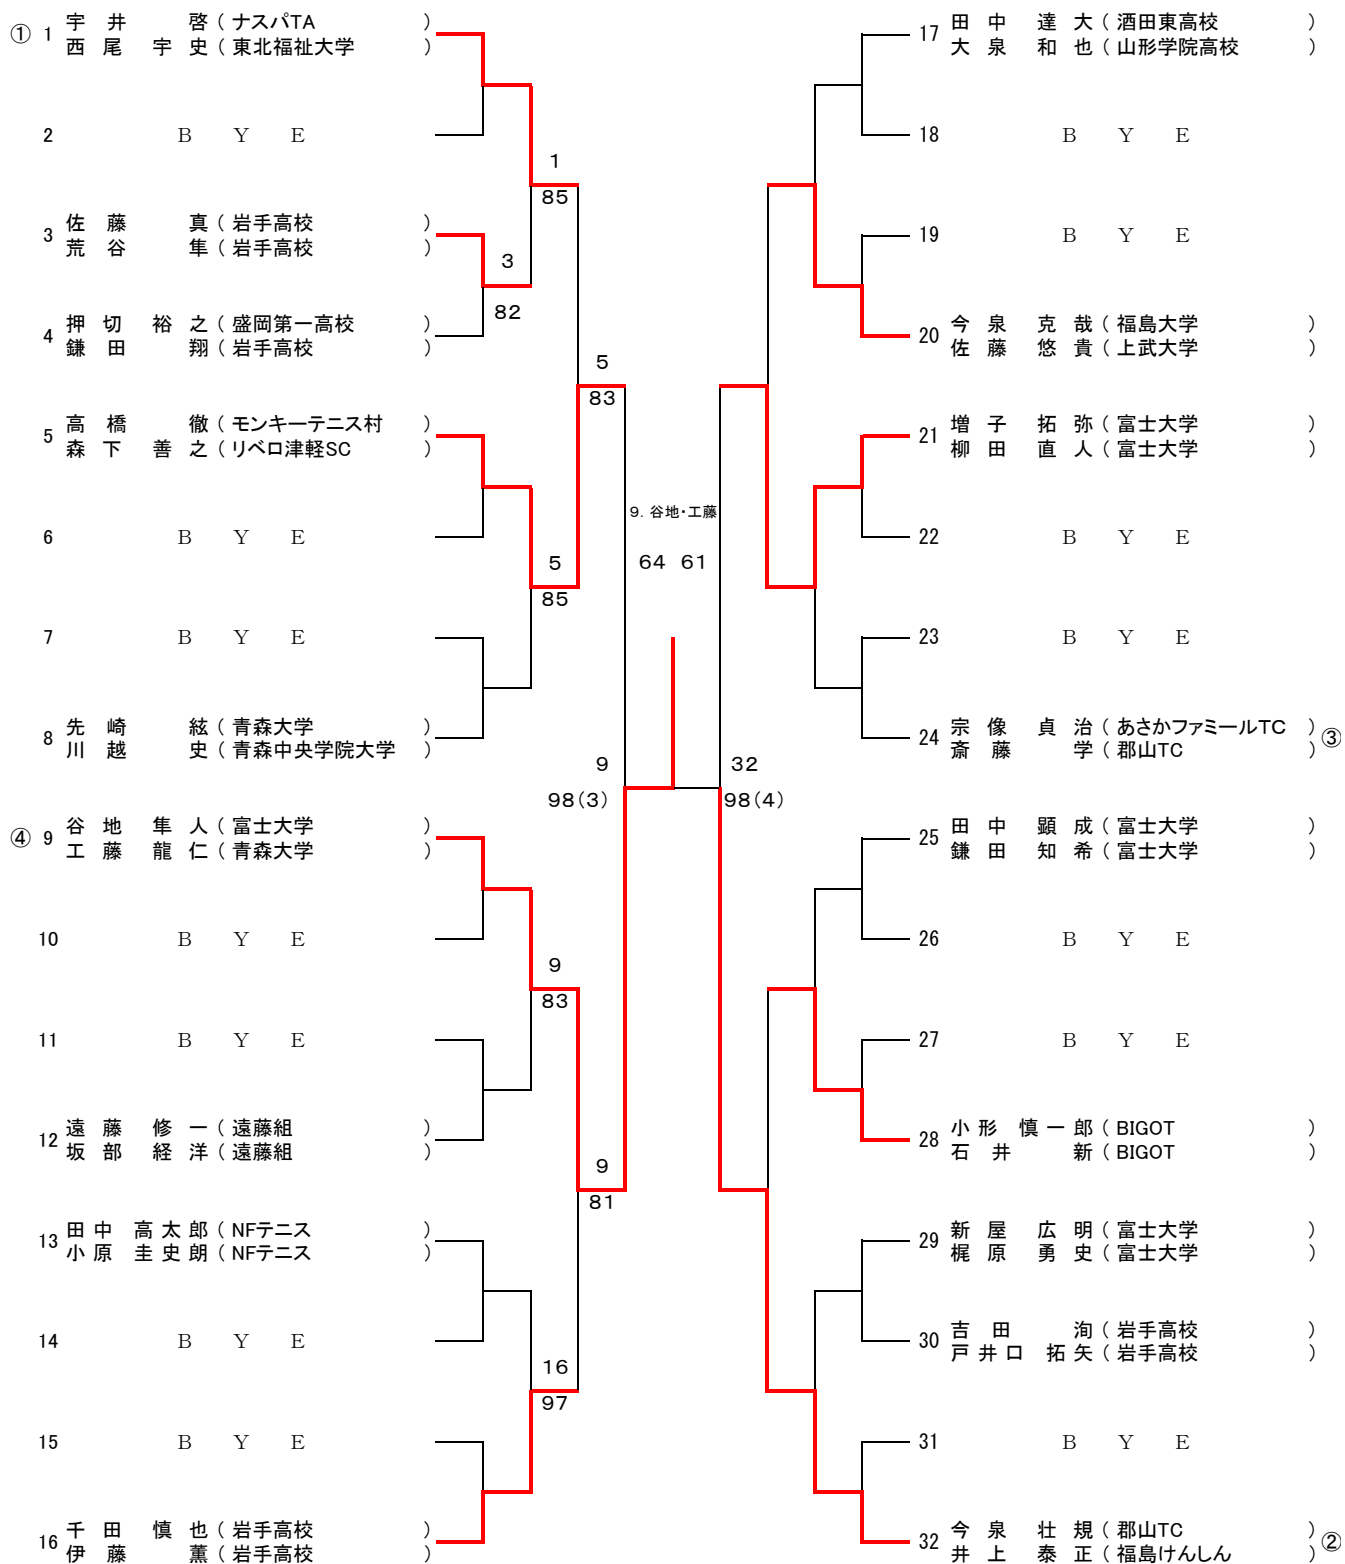 ① 1 宇井 啓 ( ナスパTA )
西尾 宇史 ( 東北福祉大学 )
2 B Y E
1
85
3 佐藤 真 ( 岩手高校 )
荒谷 隼 ( 岩手高校 )
3
82
4 押切 裕之 ( 盛岡第一高校 )
鎌田 翔 ( 岩手高校 )
5
83
5 高橋 徹 ( モンキーテニス村 )
森下 善之 ( リベロ津軽SC )
6 B Y E
5
85
7 B Y E
8 先崎 絃 ( 青森大学 )
川越 史 ( 青森中央学院大学 )
9
98(3)
④ 9 谷地 隼人 ( 富士大学 )
工藤 龍仁 ( 青森大学 )
10 B Y E
9
83
11 B Y E
12 遠藤 修一 ( 遠藤組 )
坂部 経洋 ( 遠藤組 )
9
81
13 田中 高太郎 ( NFテニス )
小原 圭史朗 ( NFテニス )
14 B Y E
16
97
15 B Y E
16 千田 慎也 ( 岩手高校 )
伊藤 薫 ( 岩手高校 )
9. 谷地・工藤
64 61
17 田中 達大 ( 酒田東高校 )
大泉 和也 ( 山形学院高校 )
18 B Y E
19 B Y E
20 今泉 克哉 ( 福島大学 )
佐藤 悠貴 ( 上武大学 )
21 増子 拓弥 ( 富士大学 )
柳田 直人 ( 富士大学 )
22 B Y E
23 B Y E
24 宗像 貞治 ( あさかファミールTC ) ③
斎藤 学 ( 郡山TC )
32
98(4)
25 田中 顕成 ( 富士大学 )
鎌田 知希 ( 富士大学 )
26 B Y E
27 B Y E
28 小形 慎一郎 ( BIGOT )
石井 新 ( BIGOT )
29 新屋 広明 ( 富士大学 )
梶原 勇史 ( 富士大学 )
30 吉田 洵 ( 岩手高校 )
戸井口 拓矢 ( 岩手高校 )
31 B Y E
32 今泉 壮規 ( 郡山TC ) ②
井上 泰正 ( 福島けんしん )